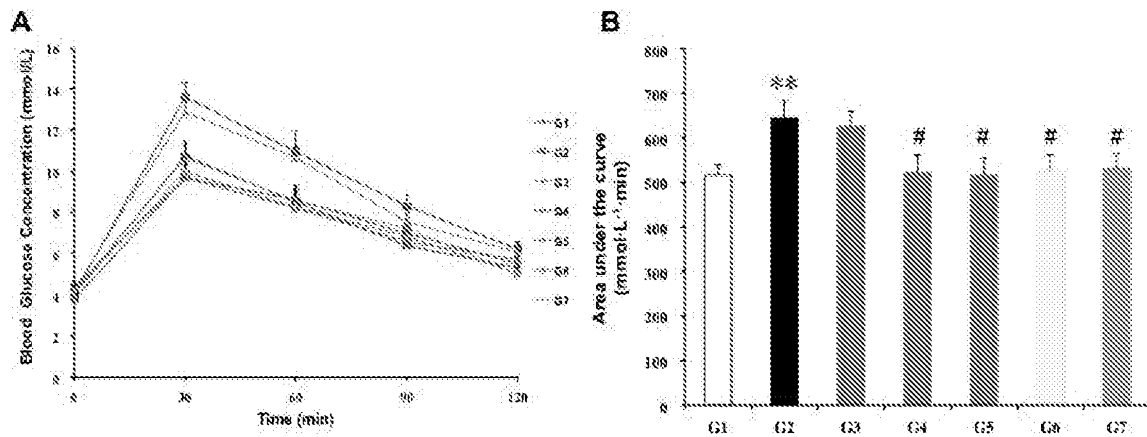 A
Blood Glucose Concentration (mmol/L)
16
14
12
10
8
6
4
2
0
0
30
60
90
120
Time (min)
G1
G2
G3
G4
G5
G6
G7
B
Area under the curve
(mmol·L⁻¹·min)
800
700
600
500
400
300
200
100
0
**
#
#
#
#
G1
G2
G3
G4
G5
G6
G7